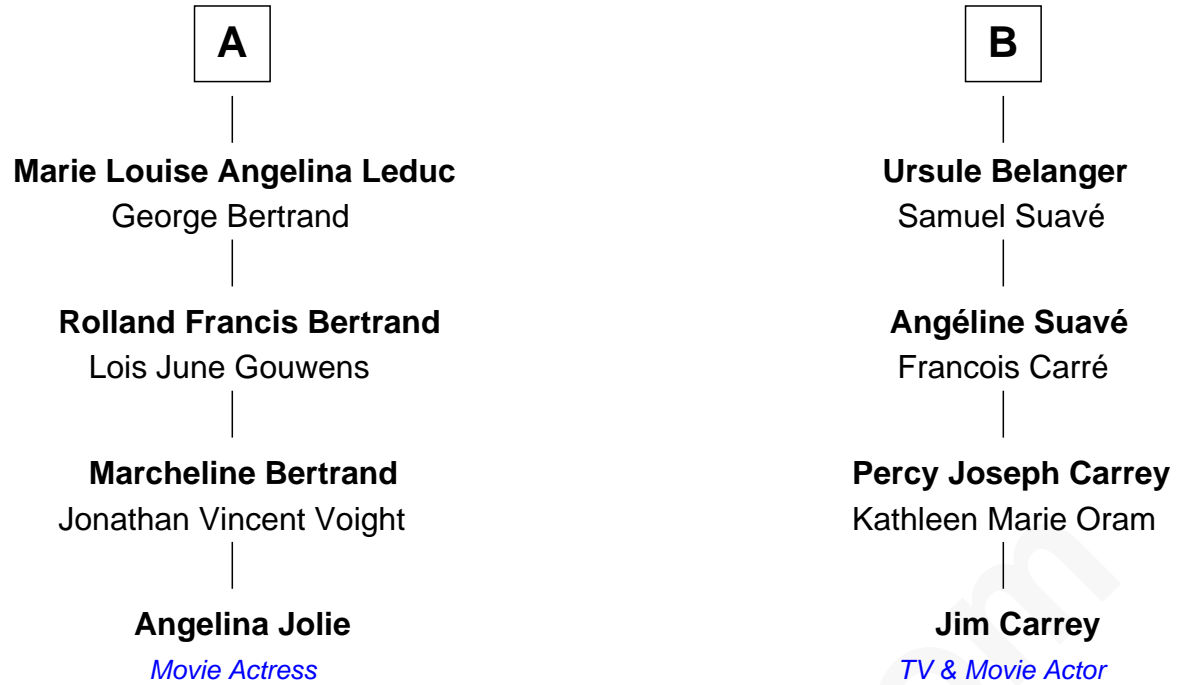 A
Marie Louise Angelina Leduc
George Bertrand
Rolland Francis Bertrand
Lois June Gouwens
Marcheline Bertrand
Jonathan Vincent Voight
Angelina Jolie
Movie Actress
B
Ursule Belanger
Samuel Suavé
Angéline Suavé
Francois Carré
Percy Joseph Carrey
Kathleen Marie Oram
Jim Carrey
TV & Movie Actor
om